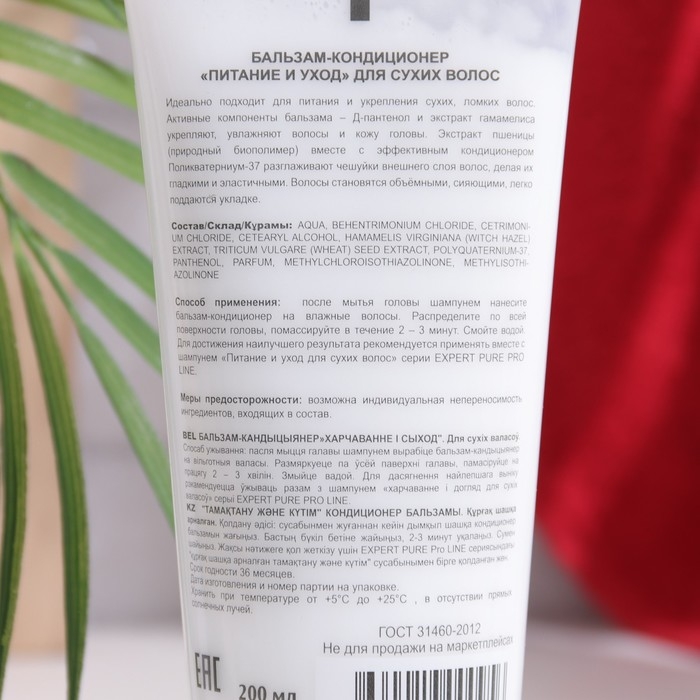 БАЛЬЗАМ-КОНДИЦИОНЕР
«ПИТАНИЕ И УХОД» ДЛЯ СУХИХ ВОЛОС
Идеально подходит для питания и укрепления сухих, ломких волос.
Активные компоненты бальзама – Д-пантенол и экстракт гамамелиса
укрепляют, увлажняют волосы и кожу головы. Экстракт пшеницы
(природный биополимер) вместе с эффективным кондиционером
Поликватерниум-37 разглаживают чешуйки внешнего слоя волос, делая их
гладкими и эластичными. Волосы становятся объёмными, сияющими, легко
поддаются укладке.
Состав/Склад/Құрамы: AQUA, BEHENTRIMONIUM CHLORIDE, CETRIMONI-
UM CHLORIDE, CETEARYL ALCOHOL, HAMAMELIS VIRGINIANA (WITCH HAZEL)
EXTRACT, TRITICUM VULGARE (WHEAT) SEED EXTRACT, POLYQUATERNIUM-37,
PANTHENOL, PARFUM, METHYLCHLOROISOTHIAZOLINONE, METHYLISOTHI-
AZOLINONE
Способ применения: после мытья головы шампунем нанесите
бальзам-кондиционер на влажные волосы. Распределите по всей
поверхности головы, помассируйте в течение 2 – 3 минут. Смойте водой.
Для достижения наилучшего результата рекомендуется применять вместе с
шампунем «Питание и уход для сухих волос» серии EXPERT PURE PRO
LINE.
Меры предосторожности: возможна индивидуальная непереносимость
ингредиентов, входящих в состав.
BEL БАЛЬЗАМ-КАНДЫЦЫЯНЕР»ХАРЧАВАННЕ І СЫХОД". Для сухіх валасоў.
Спосаб ужывання: пасля мыцця галавы шампунем вырабіце бальзам-кандыцыянер
на вільготныя валасы. Размяркуеце па ўсёй паверхні галавы, памасіруйце на
працягу 2 – 3 хвілін. Змыйце вадой. Для дасягнення найлепшага выніку
рэкамендуецца ўжываць разам з шампунем «харчаванне і догляд для сухіх
валасоў» серыі EXPERT PURE PRO LINE.
KZ "ТАМАҚТАНУ ЖӘНЕ КҮТІМ" КОНДИЦИОНЕР БАЛЬЗАМЫ. Құрғақ шашқа
арналған. Қолдану әдісі: сусабынмен жуғаннан кейін дымқыл шашқа кондиционер
бальзамын жағыңыз. Бастың бүкіл бетіне жайыңыз, 2-3 минут уқалаңыз. Сумен
шайыңыз. Жақсы нәтижеге қол жеткізу үшін EXPERT PURE Pro LINE сериясындағы
"құрғақ шашқа арналған тамақтану және күтім" сусабынымен бірге қолданған жөн.
Срок годности 36 месяцев.
Дата изготовления и номер партии на упаковке.
Хранить при температуре от +5°С до +25°С , в отсутствии прямых
солнечных лучей.
ГОСТ 31460-2012
Не для продажи на маркетплейсах
EAC
200 мл